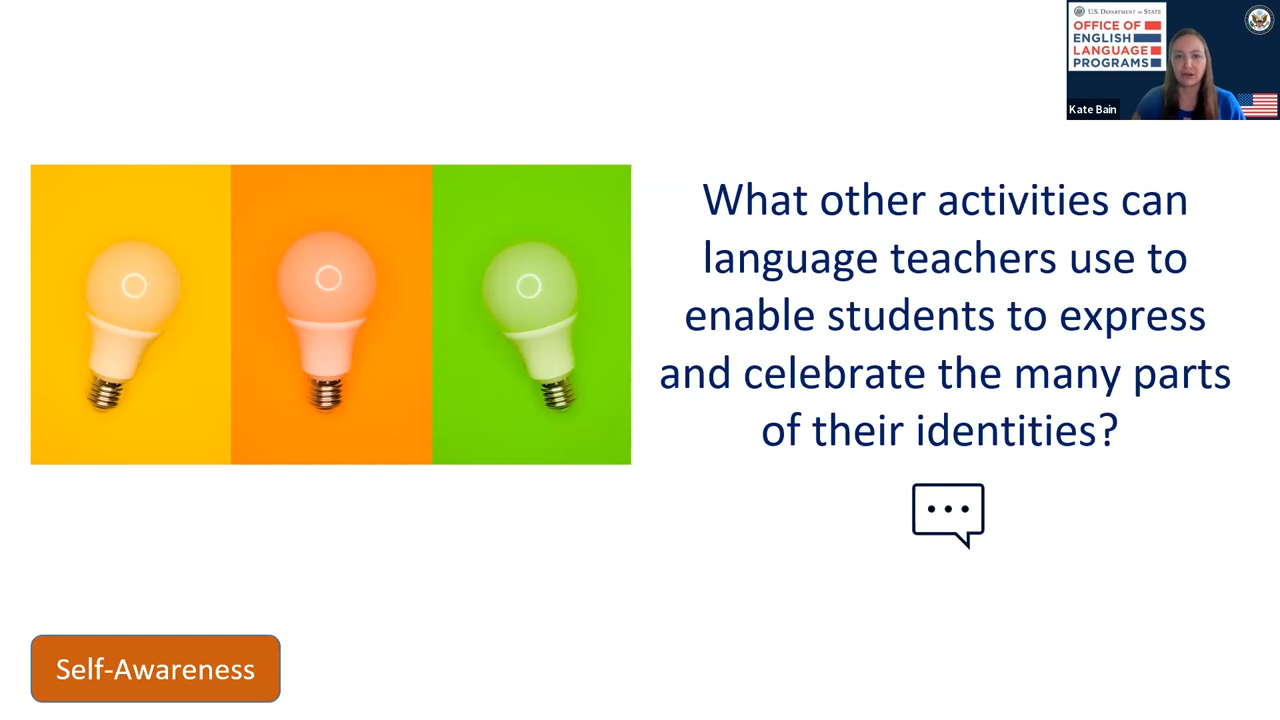 U.S. DEPARTMENT OF STATE
OFFICE OF
ENGLISH
LANGUAGE
PROGRAMS
Kate Bain
What other activities can
language teachers use to
enable students to express
and celebrate the many parts
of their identities?
Self-Awareness